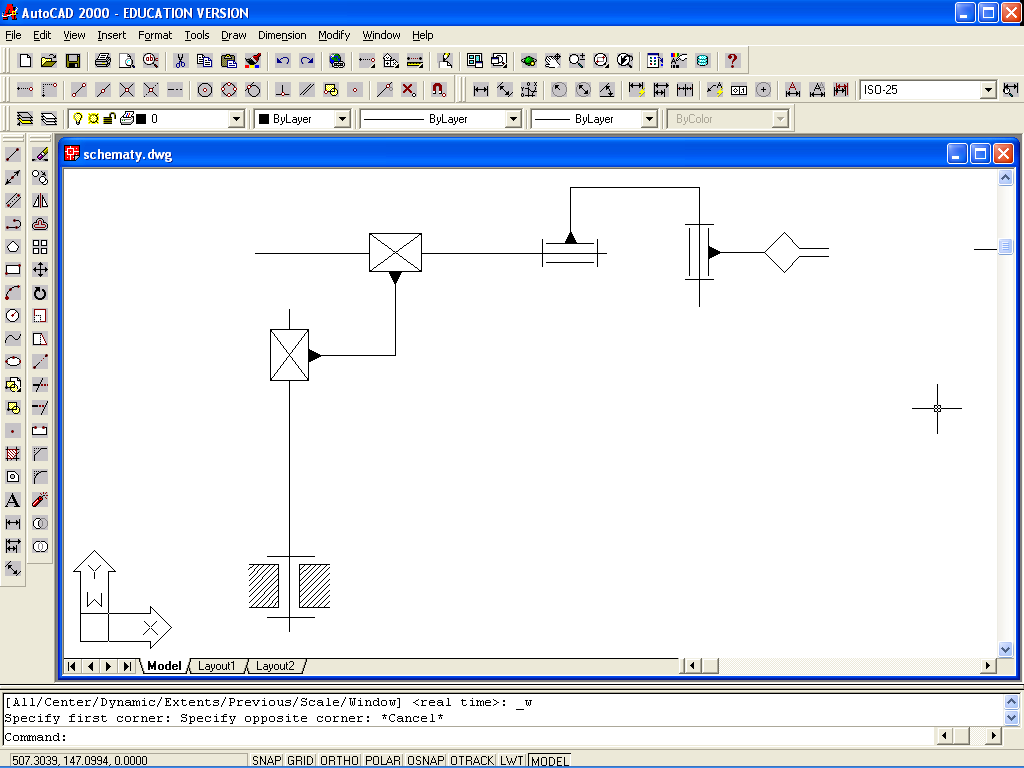 AutoCAD 2000 - EDUCATION VERSION
File Edit View Insert Format Tools Draw Dimension Modify Window Help
ISO-25
0 ByLayer ByLayer ByLayer ByColor
schematy.dwg
Y
W
X
Model Layout1 Layout2
[All/Center/Dynamic/Extents/Previous/Scale/Window] <real time>: _w
Specify first corner: Specify opposite corner: *Cancel*
Command:
507.3039, 147.0994, 0.0000 SNAP GRID ORTHO POLAR OSNAP OTRACK LWT MODEL